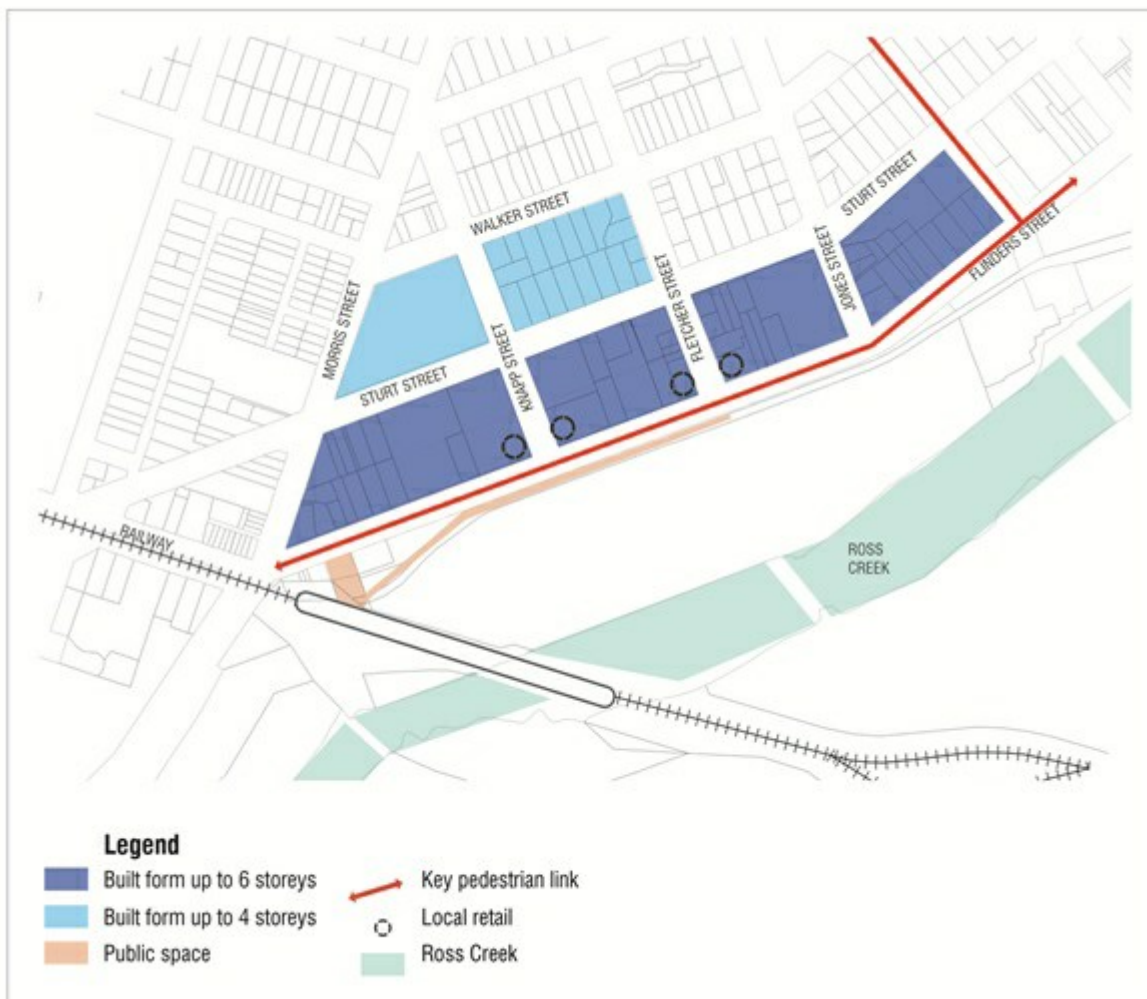 STURT STREET
WALKER STREET
FLINDERS STREET
JONES STREET
FLETCHER STREET
MORRIS STREET
KNAPP STREET
STURT STREET
RAILWAY
ROSS
CREEK
Legend
Built form up to 6 storeys
Key pedestrian link
Built form up to 4 storeys
Local retail
Public space
Ross Creek